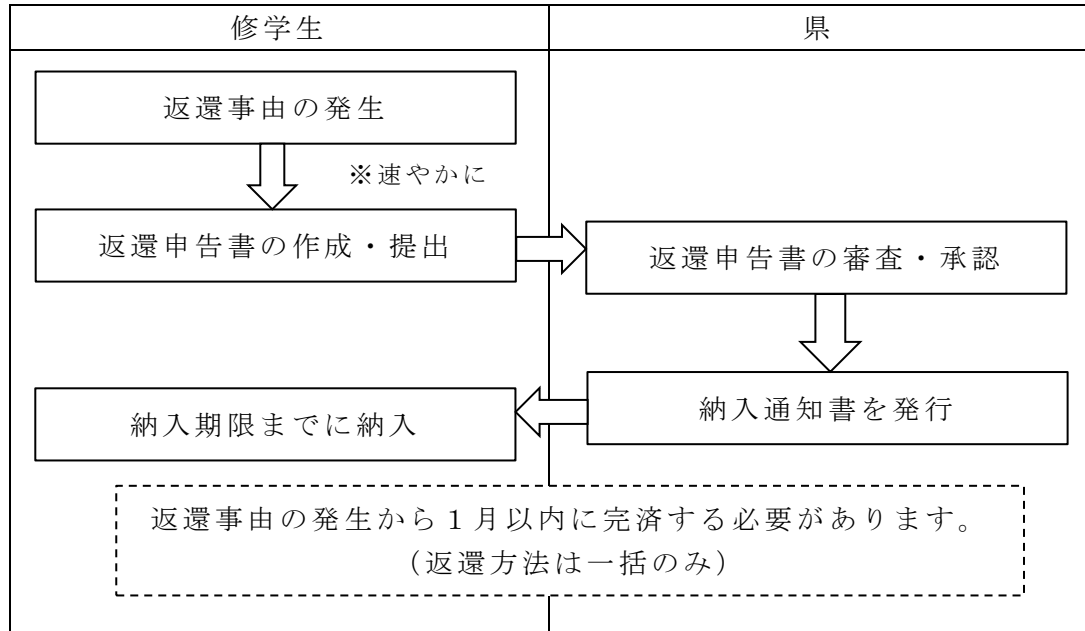 修学生
県
返還事由の発生
※速やかに
返還申告書の作成・提出
返還申告書の審査・承認
納入通知書を発行
納入期限までに納入
返還事由の発生から１月以内に完済する必要があります。
（返還方法は一括のみ）